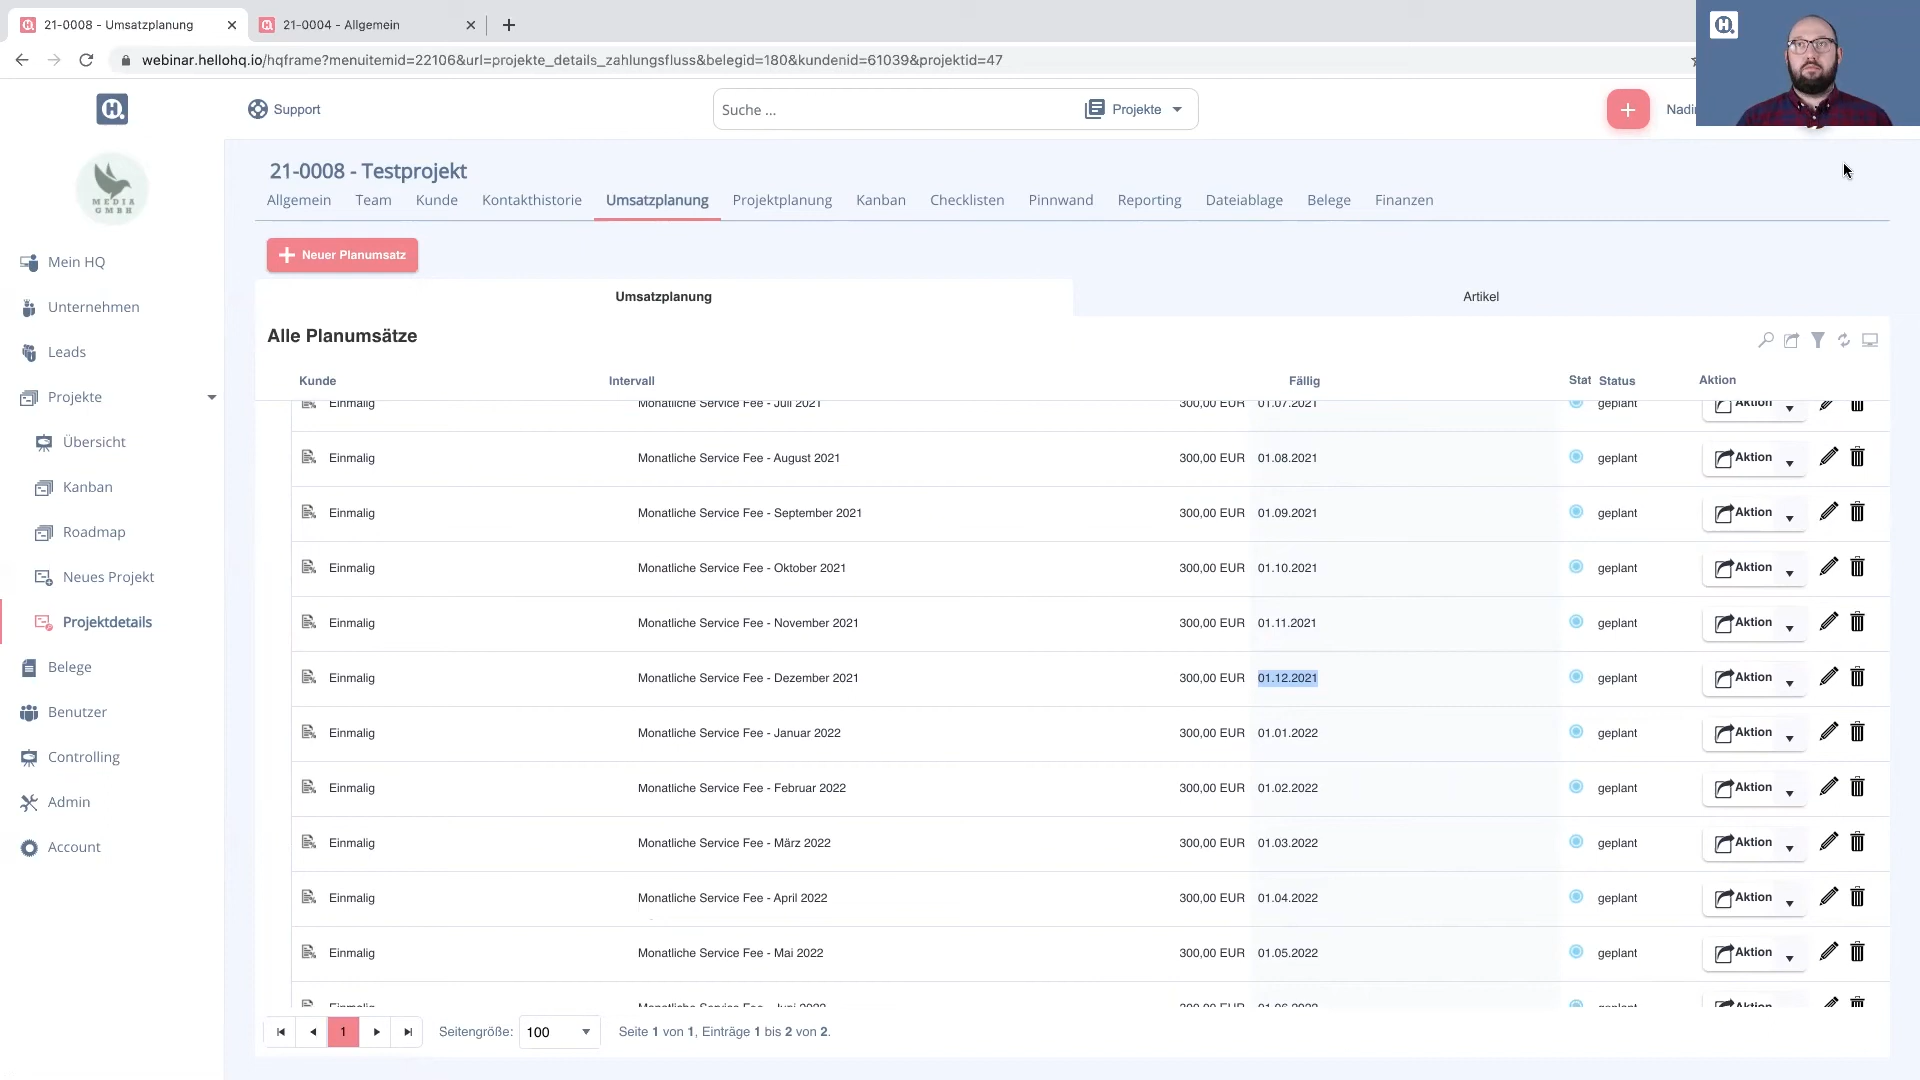 21-0008 - Umsatzplanung
21-0004 - Allgemein
webinar.hellohq.io/hqframe?menuitemid=22106&url=projekte_details_zahlungsfluss&belegid=180&kundenid=61039&projektid=47
Support
Suche ...
Projekte
MEDIA
GMBH
21-0008 - Testprojekt
Allgemein Team Kunde Kontakthistorie Umsatzplanung Projektplanung Kanban Checklisten Pinnwand Reporting Dateiablage Belege Finanzen
Neuer Planumsatz
Mein HQ
Unternehmen
Leads
Projekte
Übersicht
Kanban
Roadmap
Neues Projekt
Projektdetails
Belege
Benutzer
Controlling
Admin
Account
Umsatzplanung Artikel
Alle Planumsätze
Kunde Intervall Fällig Stat Status Aktion
Einmalig Monatliche Service Fee - Juli 2021 300,00 EUR 01.07.2021 geplant Aktion
Einmalig Monatliche Service Fee - August 2021 300,00 EUR 01.08.2021 geplant Aktion
Einmalig Monatliche Service Fee - September 2021 300,00 EUR 01.09.2021 geplant Aktion
Einmalig Monatliche Service Fee - Oktober 2021 300,00 EUR 01.10.2021 geplant Aktion
Einmalig Monatliche Service Fee - November 2021 300,00 EUR 01.11.2021 geplant Aktion
Einmalig Monatliche Service Fee - Dezember 2021 300,00 EUR 01.12.2021 geplant Aktion
Einmalig Monatliche Service Fee - Januar 2022 300,00 EUR 01.01.2022 geplant Aktion
Einmalig Monatliche Service Fee - Februar 2022 300,00 EUR 01.02.2022 geplant Aktion
Einmalig Monatliche Service Fee - März 2022 300,00 EUR 01.03.2022 geplant Aktion
Einmalig Monatliche Service Fee - April 2022 300,00 EUR 01.04.2022 geplant Aktion
Einmalig Monatliche Service Fee - Mai 2022 300,00 EUR 01.05.2022 geplant Aktion
Einmalig Monatliche Service Fee - Juni 2022 300,00 EUR 01.06.2022 geplant Aktion
1 Seitengröße: 100 Seite 1 von 1, Einträge 1 bis 2 von 2.